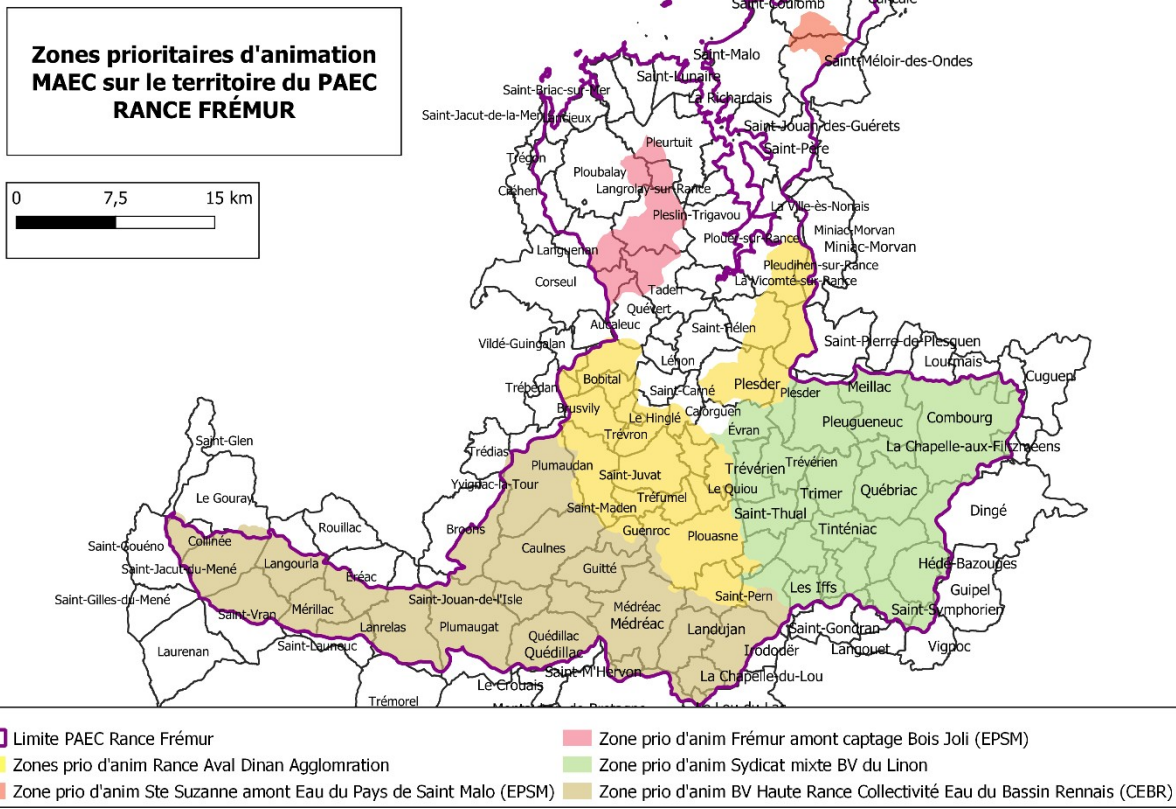 Zones prioritaires d'animation
MAEC sur le territoire du PAEC
RANCE FRÉMUR
0 7,5 15 km
Saint-Coulomb
Cancale
Saint-Malo
Saint-Méloir-des-Ondes
Saint-Lunaire
Saint-Briac-sur-Mer
La Richardais
Saint-Jacut-de-la-Mer
Lancieux
Saint-Jouan-des-Guérets
Pleurtuit
Saint-Père
Trégon
Ploubalay
Langrolay-sur-Rance
Créhen
La Ville-ès-Nonais
Pleslin-Trigavou
Miniac-Morvan
Plouër-sur-Rance
Miniac-Morvan
Languenan
Pleudihen-sur-Rance
Corseul
La Vicomté-sur-Rance
Taden
Quévert
Aucaleuc
Saint-Hélen
Vildé-Guingalan
Saint-Pierre-de-Plesguen
Léhon
Lourmais
Cuguen
Bobital
Trébédan
Saint-Carné
Plesder
Plesder
Meillac
Brusvily
Le Hinglé
Calorguen
Pleugueneuc
Combourg
Trévron
Évran
Saint-Glen
La Chapelle-aux-Filtzméens
Trédias
Plumaudan
Trévérien
Trévérien
Saint-Juvat
Yvignac-la-Tour
Le Quiou
Québriac
Le Gouray
Tréfumel
Trimer
Saint-Maden
Saint-Thual
Dingé
Rouillac
Broons
Guenroc
Plouasne
Tinténiac
Collinée
Saint-Gouéno
Caulnes
Langourla
Hédé-Bazouges
Saint-Jacut-du-Mené
Éréac
Guitté
Les Iffs
Guipel
Saint-Gilles-du-Mené
Saint-Jouan-de-l'Isle
Saint-Pern
Saint-Vran
Mérillac
Médréac
Médréac
Saint-Symphorien
Lanrelas
Plumaugat
Landujan
Saint-Gondran
Quédillac
Quédillac
Laurenan
Saint-Launeuc
Irodouër
Langouet
Vignoc
Saint-M'Hervon
La Chapelle-du-Lou
Le Crouais
Trémorel
Limite PAEC Rance Frémur
Zones prio d'anim Rance Aval Dinan Agglomration
Zone prio d'anim Ste Suzanne amont Eau du Pays de Saint Malo (EPSM)
Zone prio d'anim Frémur amont captage Bois Joli (EPSM)
Zone prio d'anim Sydicat mixte BV du Linon
Zone prio d'anim BV Haute Rance Collectivité Eau du Bassin Rennais (CEBR)